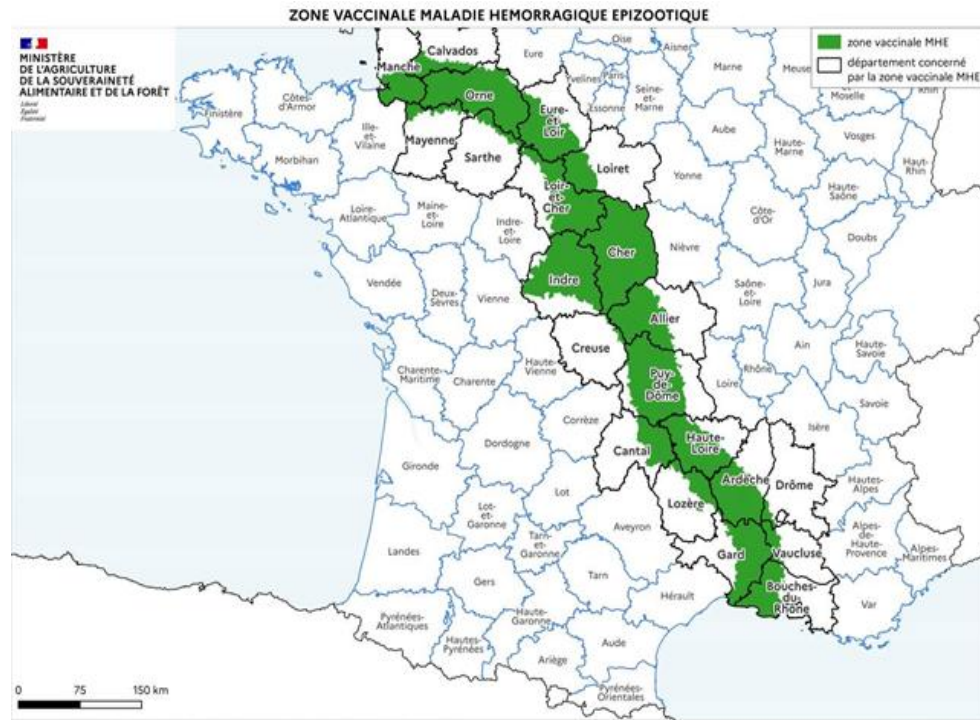 ZONE VACCINALE MALADIE HEMORRAGIQUE EPIZOOTIQUE
MINISTÈRE
DE L'AGRICULTURE
DE LA SOUVERAINETÉ
ALIMENTAIRE ET DE LA FORÊT
Liberté
Égalité
Fraternité
zone vaccinale MHE
département concerné
par la zone vaccinale MHE
Manche
Calvados
Eure
Oise
Aisner
Yvelines
Paris
Essonne
Seine-
et-
Marne
Marne
Meuse
et-
Moselle
Rhin
Finistère
Côtes-
d'Armor
Morbihan
Ille-
et-
Vilaine
Orne
Eure-
et-
Loir
Mayenne
Sarthe
Loiret
Aube
Haute-
Marne
Vosges
Haut-
Rhin
Yonne
Loir-
et-
Cher
Loire-
Atlantique
Maine-
et-
Loire
Indre-
et-
Loire
Cher
Nièvre
Côte-
d'Or
Haute-
Saône
Doubs
Jura
Vendée
Deux-
Sèvres
Vienne
Indre
Allier
Saône-
et-
Loire
Ain
Haute-
Savoie
Charente-
Maritime
Charente
Haute-
Vienne
Creuse
Puy-
de-
Dôme
Loire
Rhône
Isère
Savoie
Corrèze
Dordogne
Gironde
Cantal
Haute-
Loire
Ardèche
Drôme
Hautes-
Alpes
Lot
Lot-
et-
Garonne
Lozère
Aveyron
Landes
Tarn-
et-
Garonne
Gers
Tarn
Gard
Vaucluse
Alpes-
de-
Haute-
Provence
Alpes-
Maritimes
Hérault
Bouches-
du-
Rhône
Var
Pyrénées-
Atlantiques
Hautes-
Pyrénées
Haute-
Garonne
Ariège
Aude
Pyrénées-
Orientales
0 75 150 km